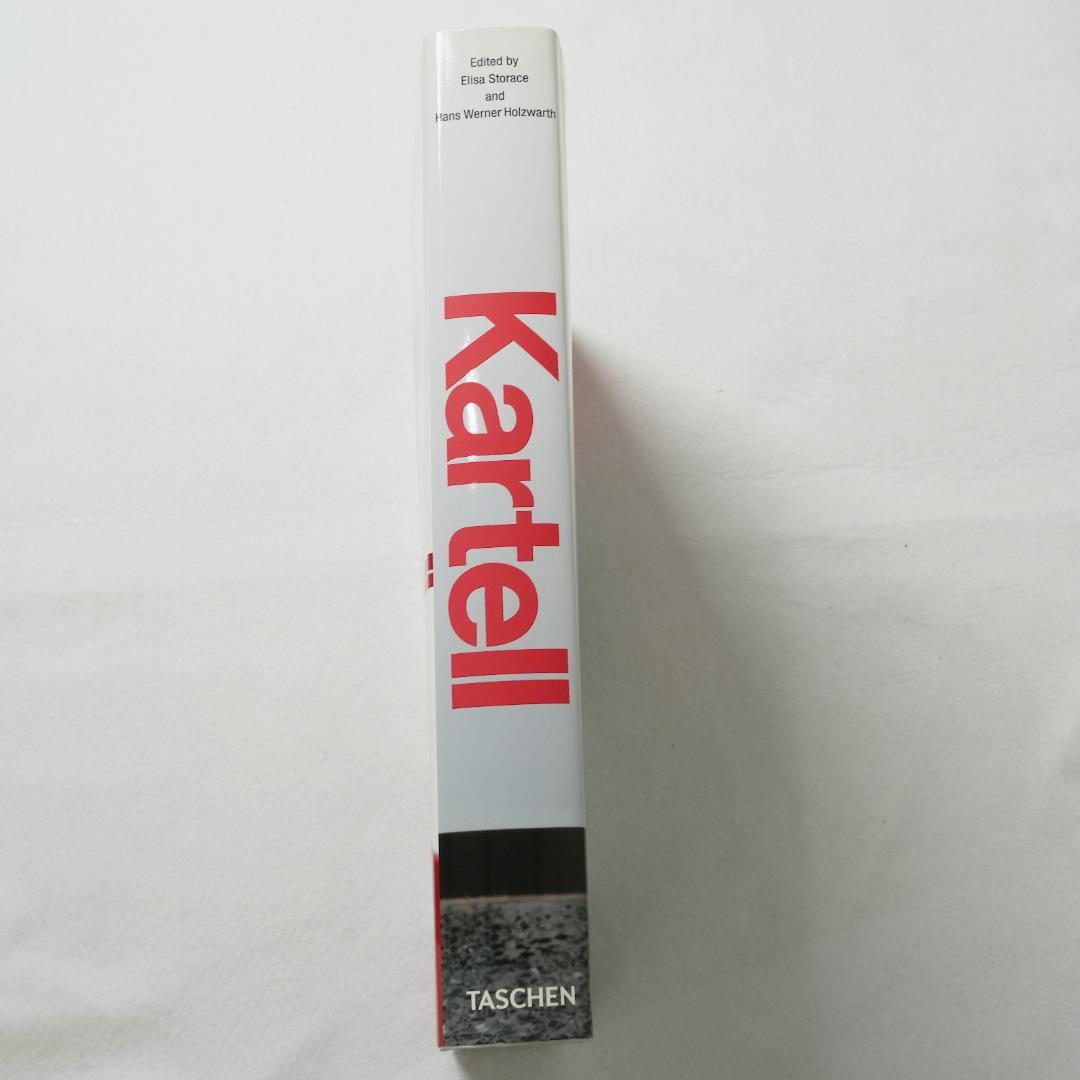 Edited by
Elisa Storace
and
Hans Werner Holzwarth
Kartell
TASCHEN